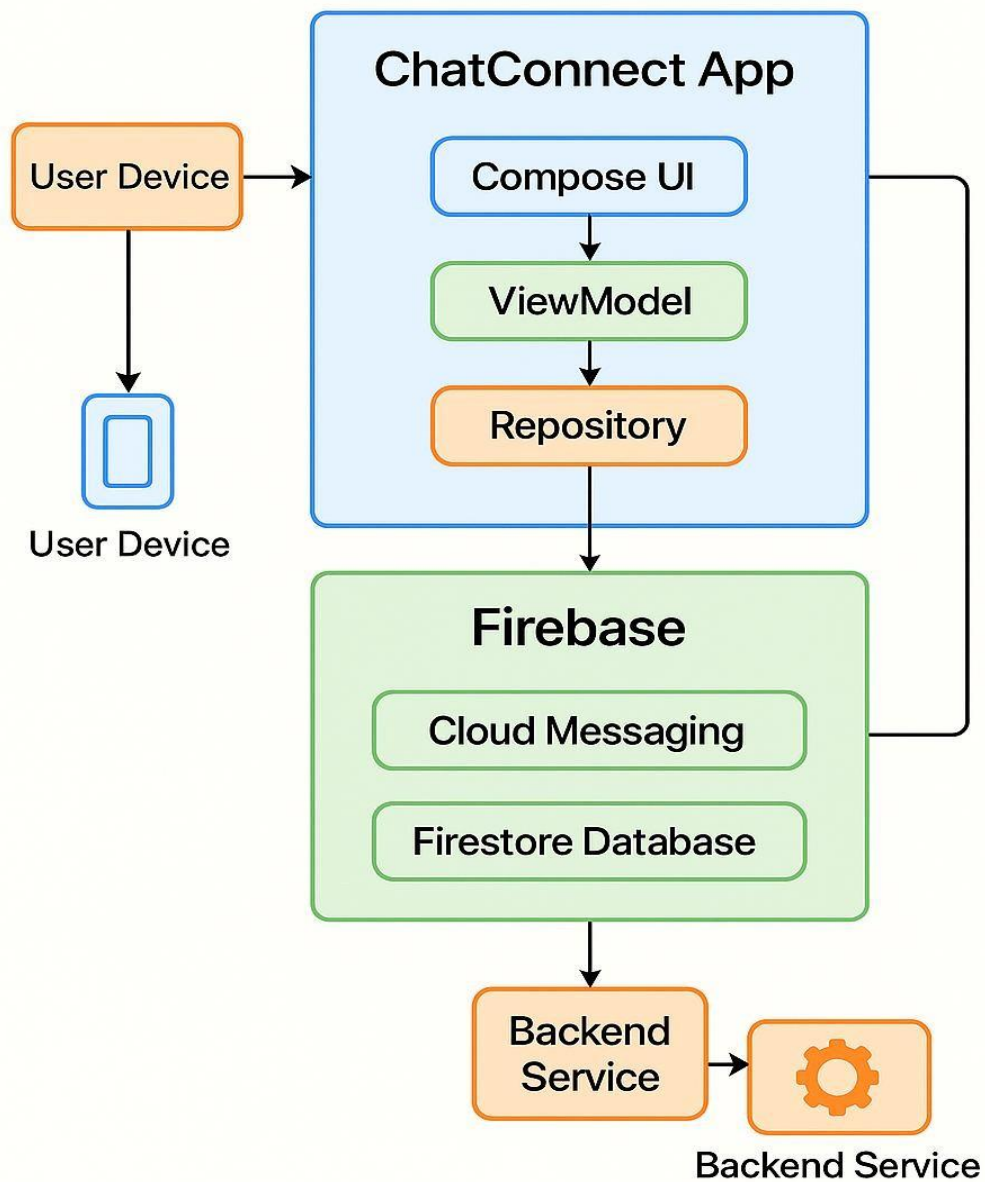 ChatConnect App
User Device
Compose UI
ViewModel
Repository
User Device
Firebase
Cloud Messaging
Firestore Database
Backend
Service
Backend Service